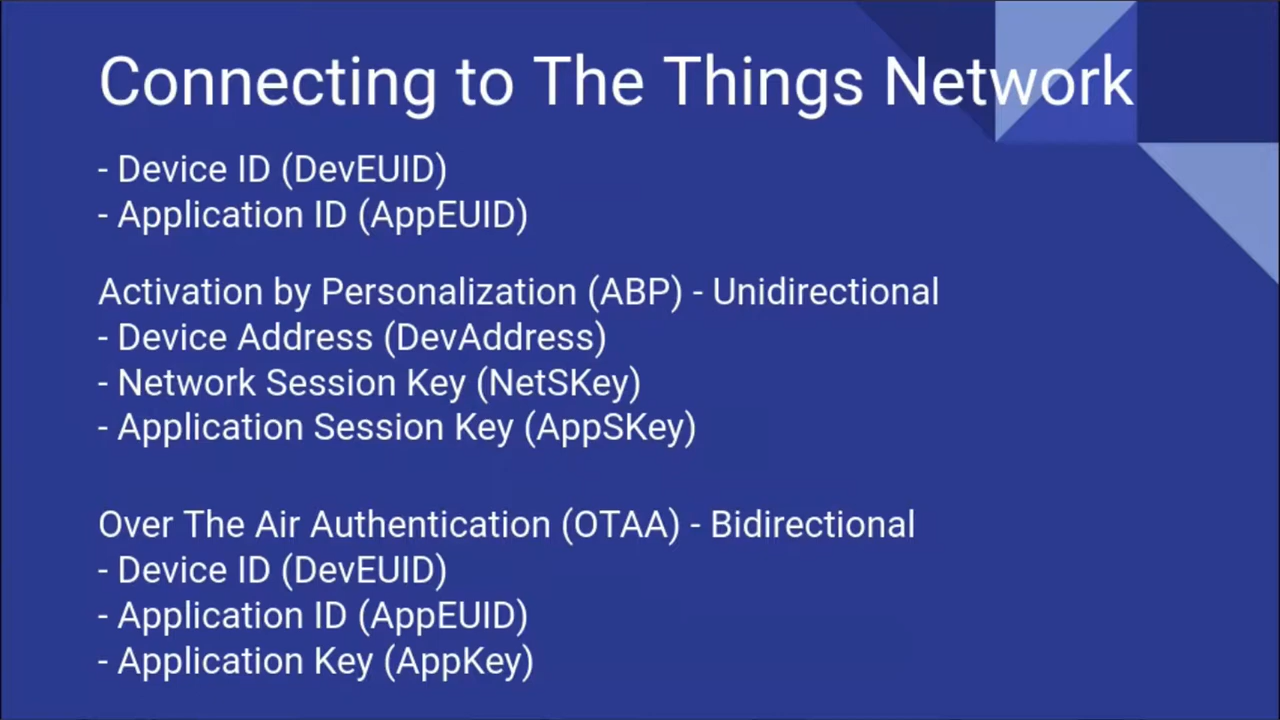 Connecting to The Things Network
- Device ID (DevEUID)
- Application ID (AppEUID)
Activation by Personalization (ABP) - Unidirectional
- Device Address (DevAddress)
- Network Session Key (NetSKey)
- Application Session Key (AppSKey)
Over The Air Authentication (OTAA) - Bidirectional
- Device ID (DevEUID)
- Application ID (AppEUID)
- Application Key (AppKey)